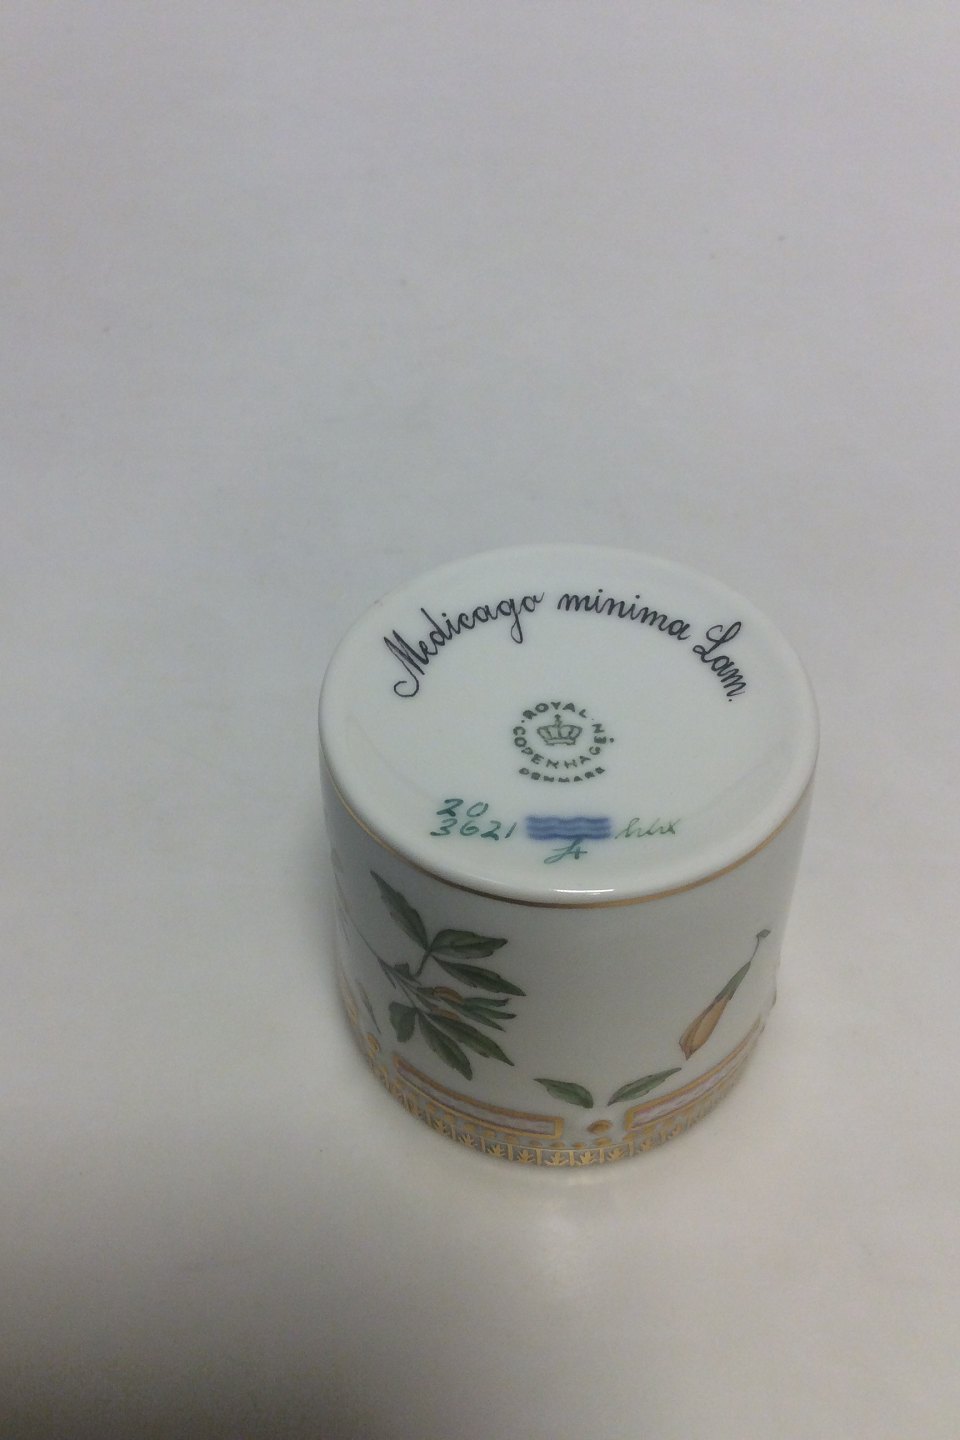 Medicago minima Lam.
ROYAL COPENHAGEN
DENMARK
20
3621